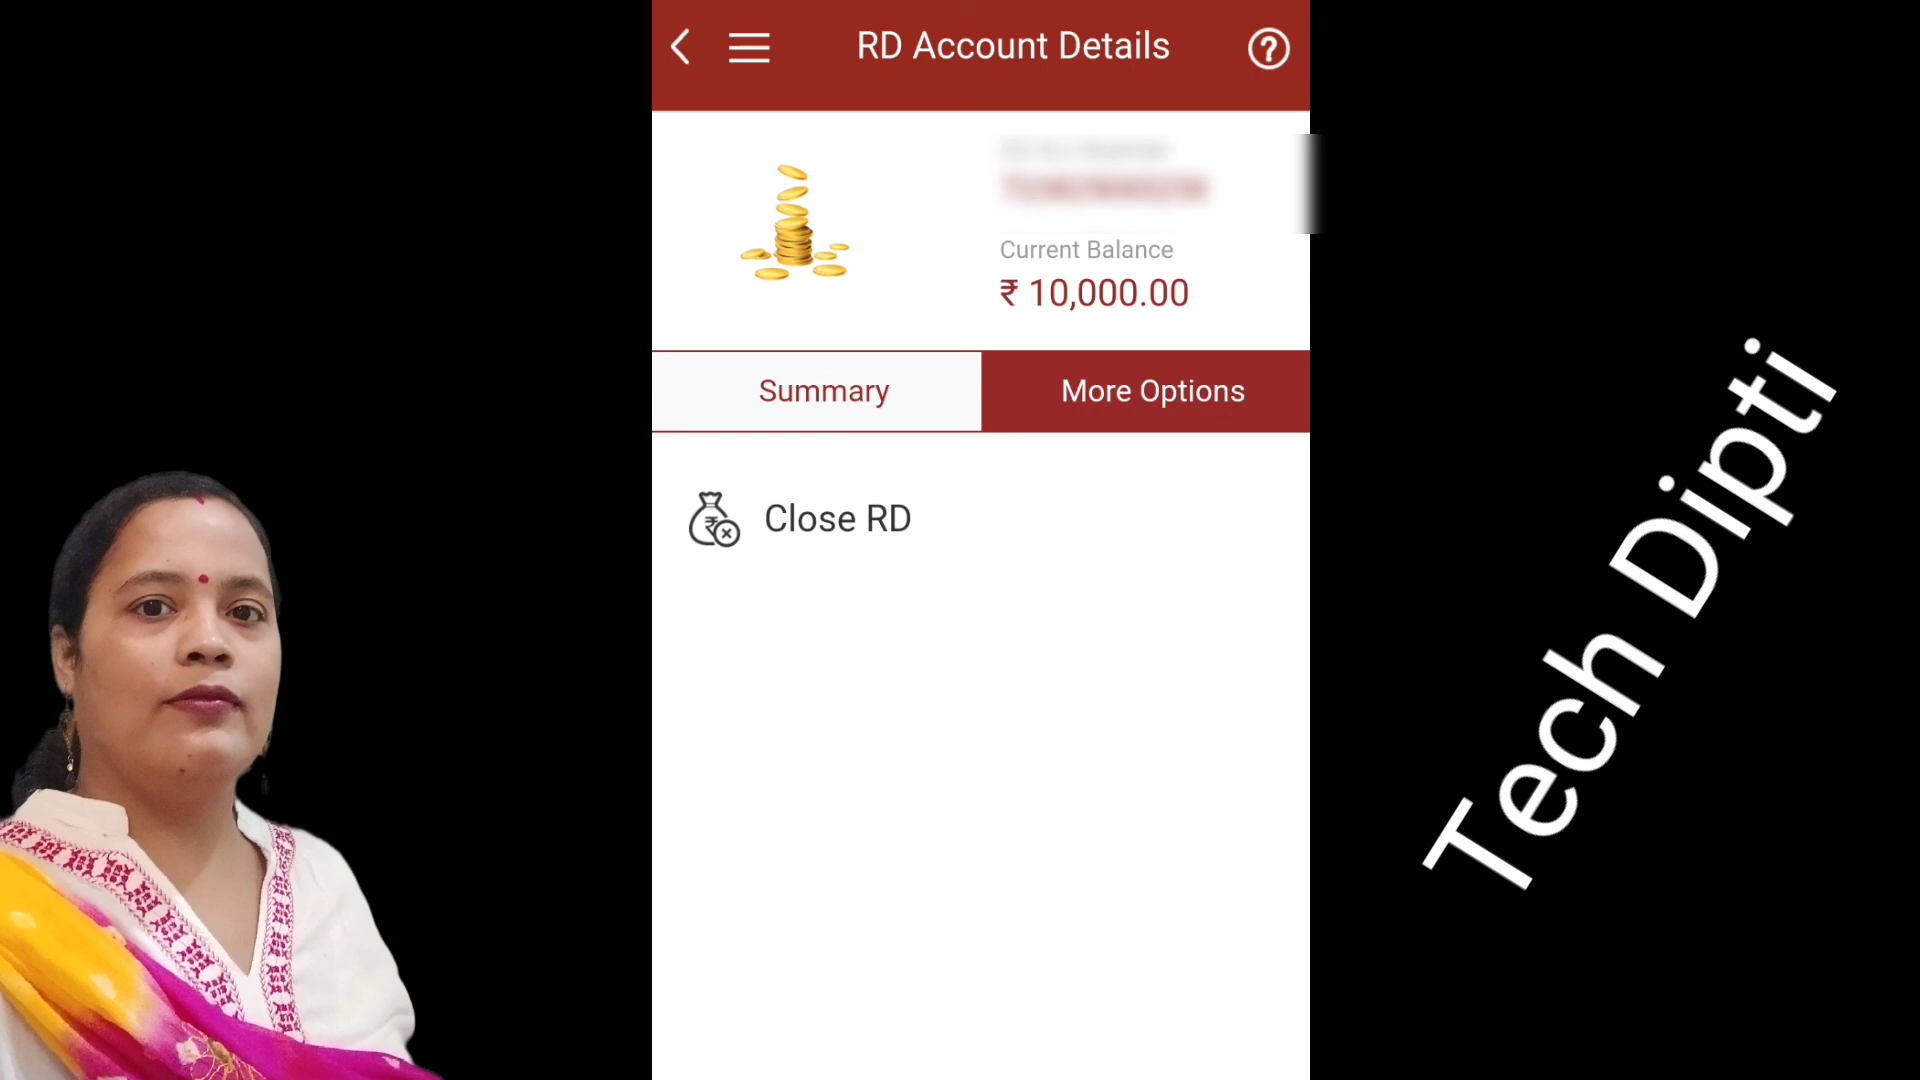 RD Account Details
Current Balance
₹ 10,000.00
Summary
More Options
Close RD
Tech Dipti